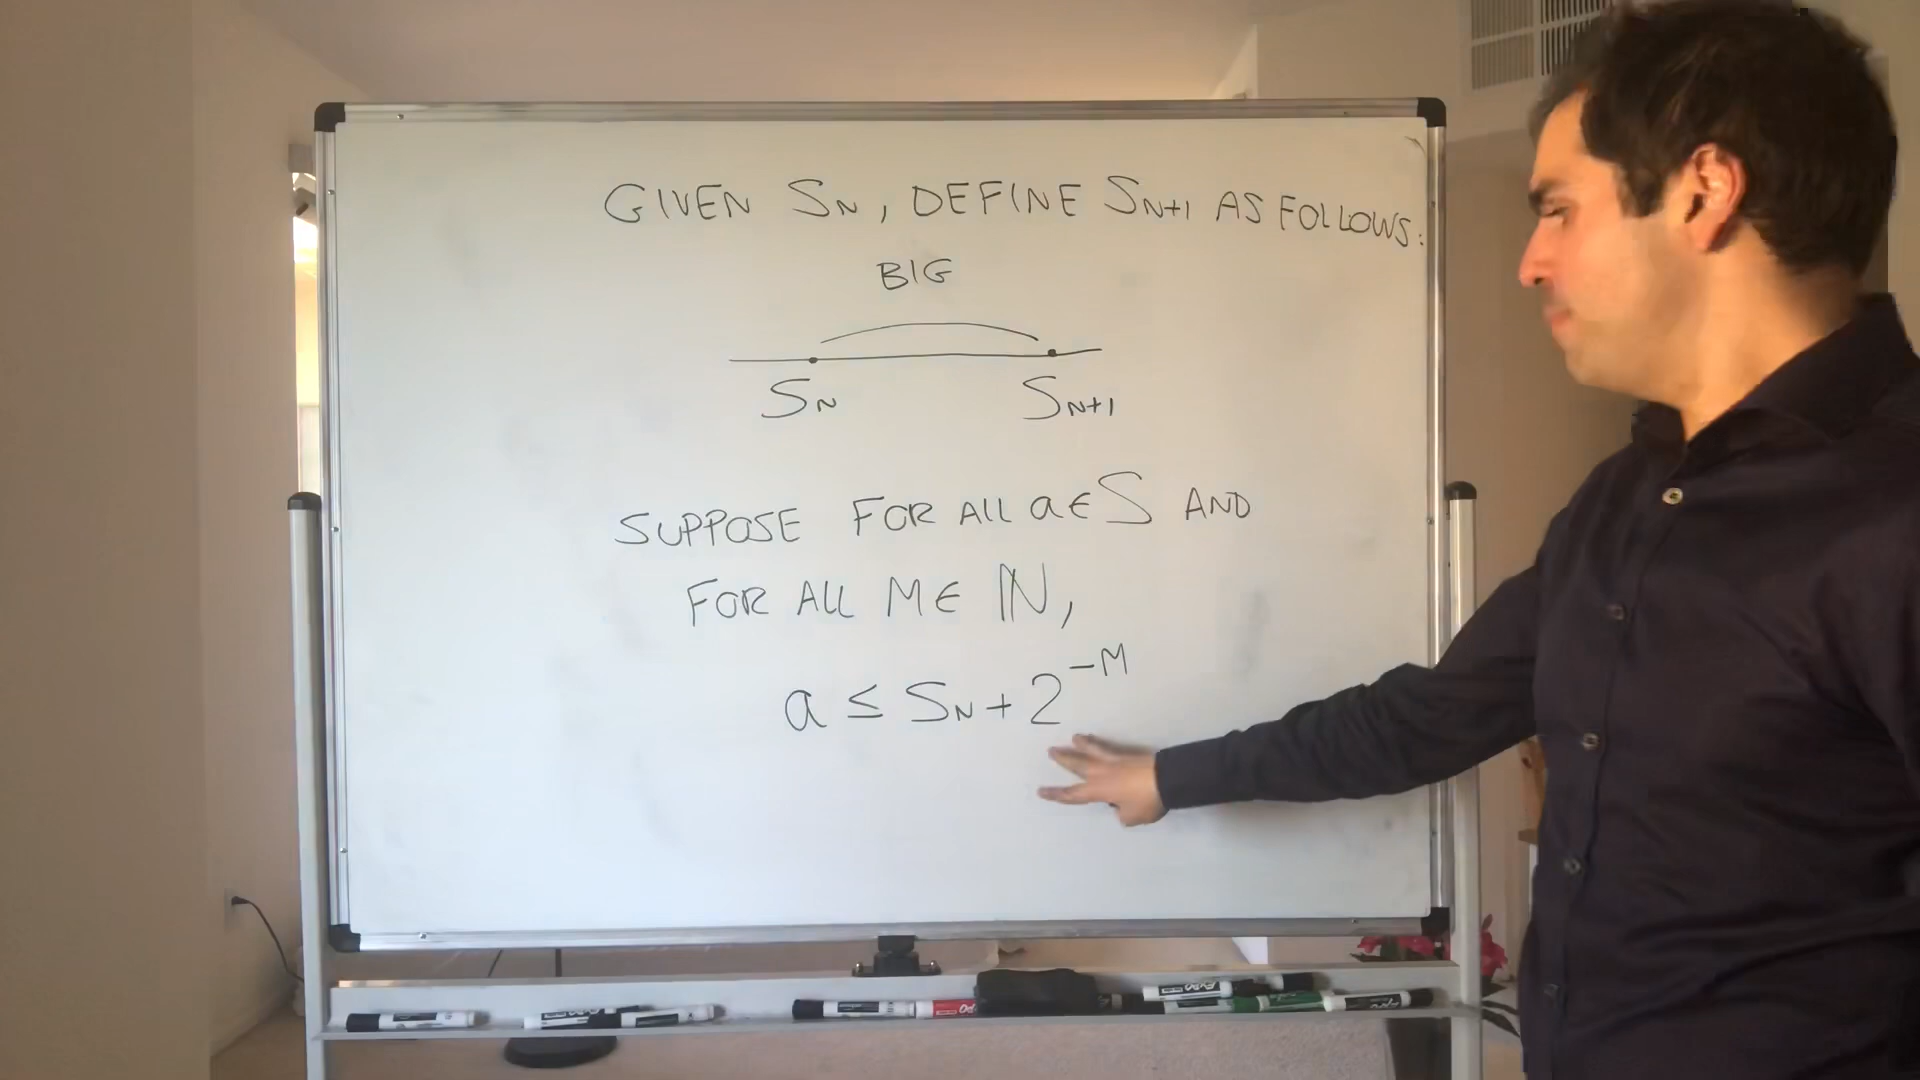 GIVEN SN, DEFINE SN+1 AS FOLLOWS:
BIG
SN SN+1
SUPPOSE FOR ALL a∈S AND
FOR ALL M∈ ℕ,
a ≤ SN + 2^-M